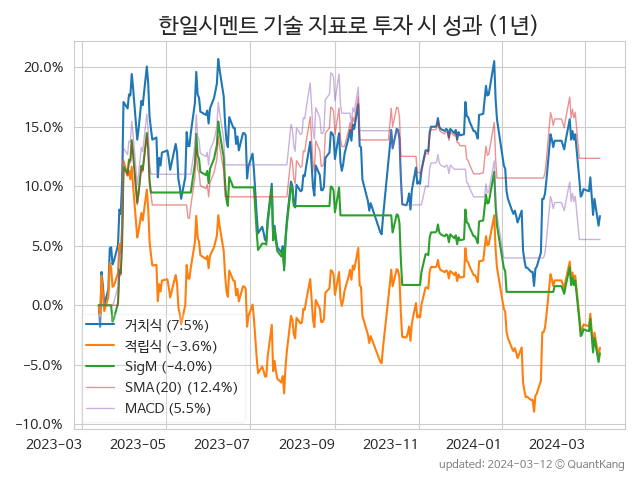 한일시멘트 기술 지표로 투자 시 성과 (1년)
20.0%
15.0%
10.0%
5.0%
0.0%
−5.0%
−10.0%
거치식 (7.5%)
적립식 (−3.6%)
SigM (−4.0%)
SMA(20) (12.4%)
MACD (5.5%)
2023-03 2023-05 2023-07 2023-09 2023-11 2024-01 2024-03
updated: 2024-03-12 © QuantKang